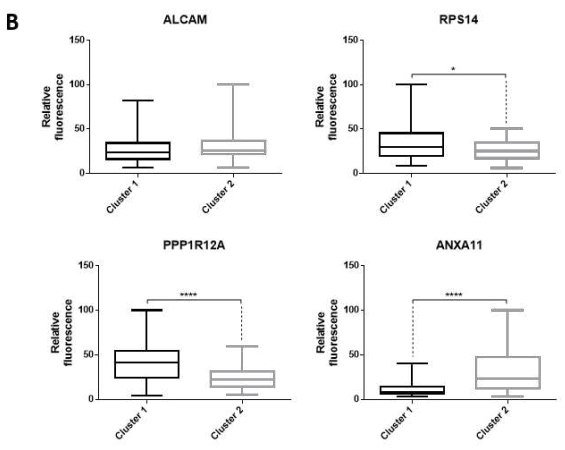 B
ALCAM
Relative
fluorescence
150
100
50
0
Cluster 1
Cluster 2
RPS14
Relative
fluorescence
150
100
50
0
*
Cluster 1
Cluster 2
PPP1R12A
Relative
fluorescence
150
100
50
0
****
Cluster 1
Cluster 2
ANXA11
Relative
fluorescence
150
100
50
0
****
Cluster 1
Cluster 2